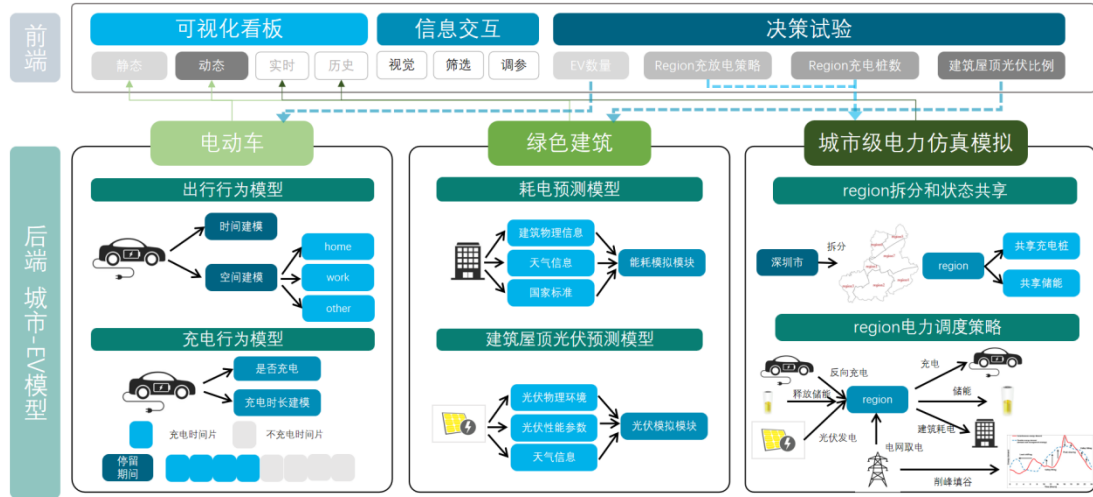 前端
可视化看板
信息交互
决策试验
静态
动态
实时
历史
视觉
筛选
调参
EV数量
Region充放电策略
Region充电桩数
建筑屋顶光伏比例
后端 城市-EV模型
电动车
出行行为模型
时间建模
空间建模
home
work
other
充电行为模型
是否充电
充电时长建模
充电时间片
不充电时间片
停留
期间
绿色建筑
耗电预测模型
建筑物理信息
天气信息
国家标准
能耗模拟模块
建筑屋顶光伏预测模型
光伏物理环境
光伏性能参数
天气信息
光伏模拟模块
城市级电力仿真模拟
region拆分和状态共享
深圳市
拆分
region
共享充电桩
共享储能
region电力调度策略
反向充电
充电
释放储能
region
储能
光伏发电
建筑耗电
电网取电
削峰填谷